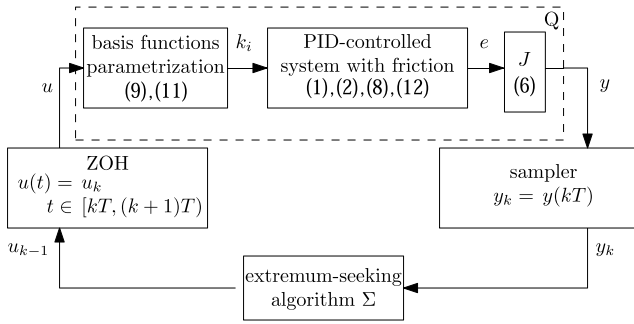 Q
basis functions
parametrization
(9),(11)
k_i
PID-controlled
system with friction
(1),(2),(8),(12)
e
J
(6)
u
y
ZOH
u(t) = u_k
t ∈ [kT, (k+1)T)
sampler
y_k = y(kT)
u_{k−1}
y_k
extremum-seeking
algorithm Σ